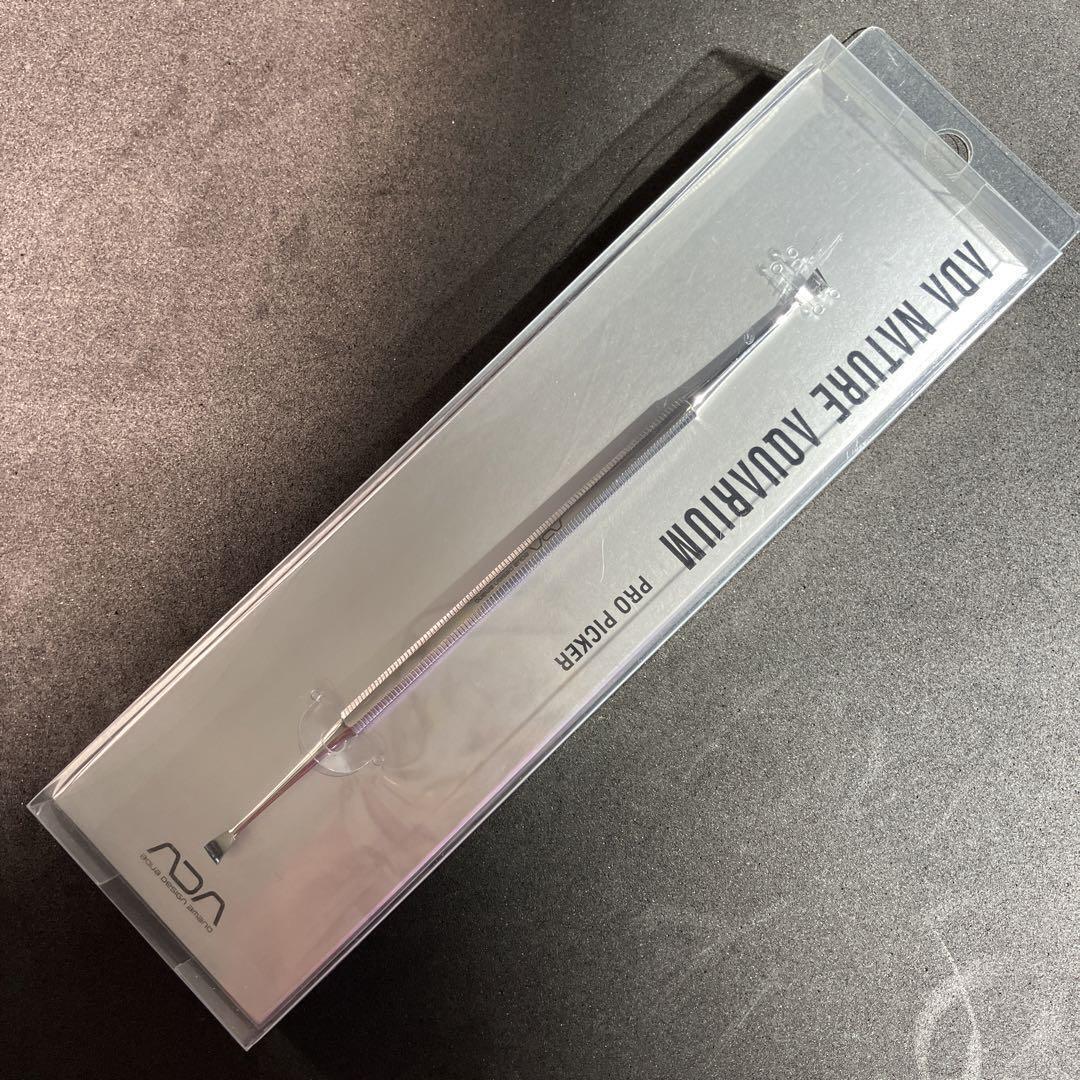 ADA NATURE AQUARIUM
PRO PICKER
ADA
aqua design amano